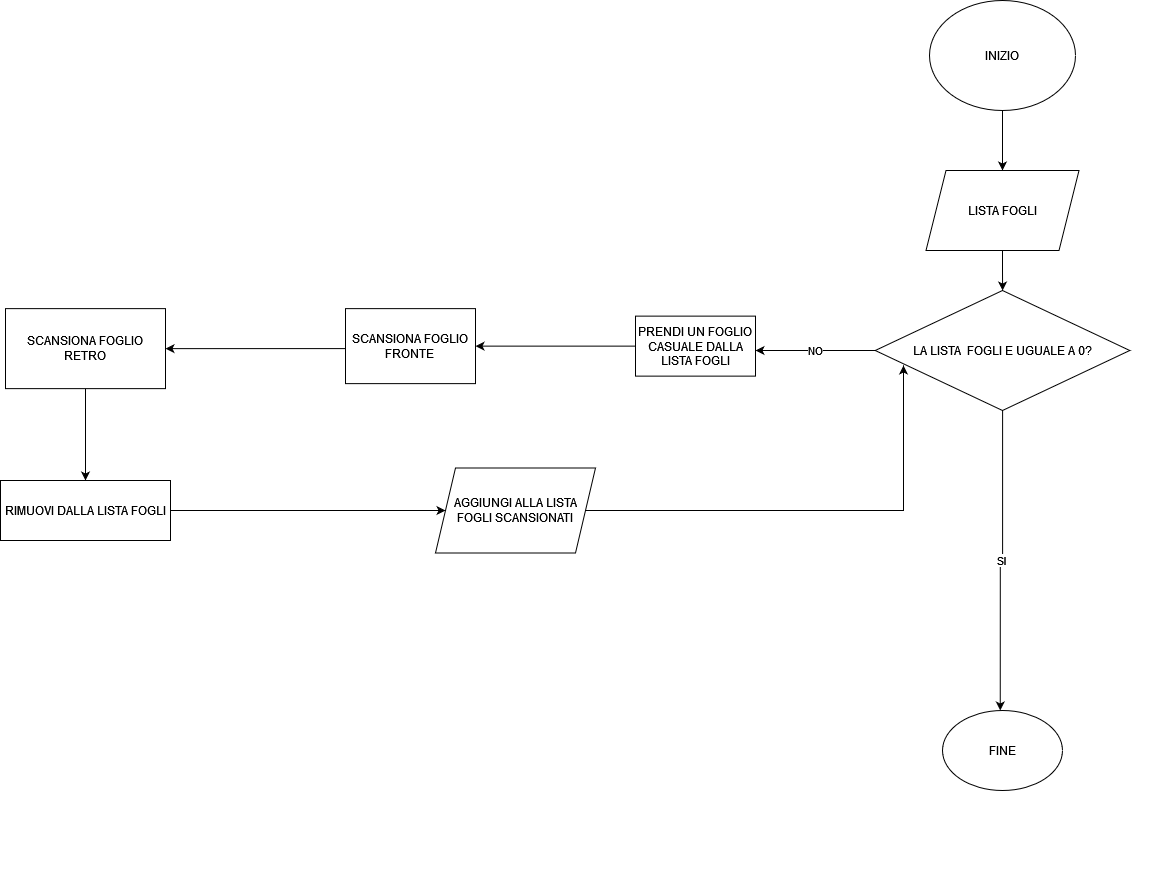 INIZIO
LISTA FOGLI
LA LISTA  FOGLI E UGUALE A 0?
NO
PRENDI UN FOGLIO
CASUALE DALLA
LISTA FOGLI
SCANSIONA FOGLIO
FRONTE
SCANSIONA FOGLIO
RETRO
RIMUOVI DALLA LISTA FOGLI
AGGIUNGI ALLA LISTA
FOGLI SCANSIONATI
SI
FINE